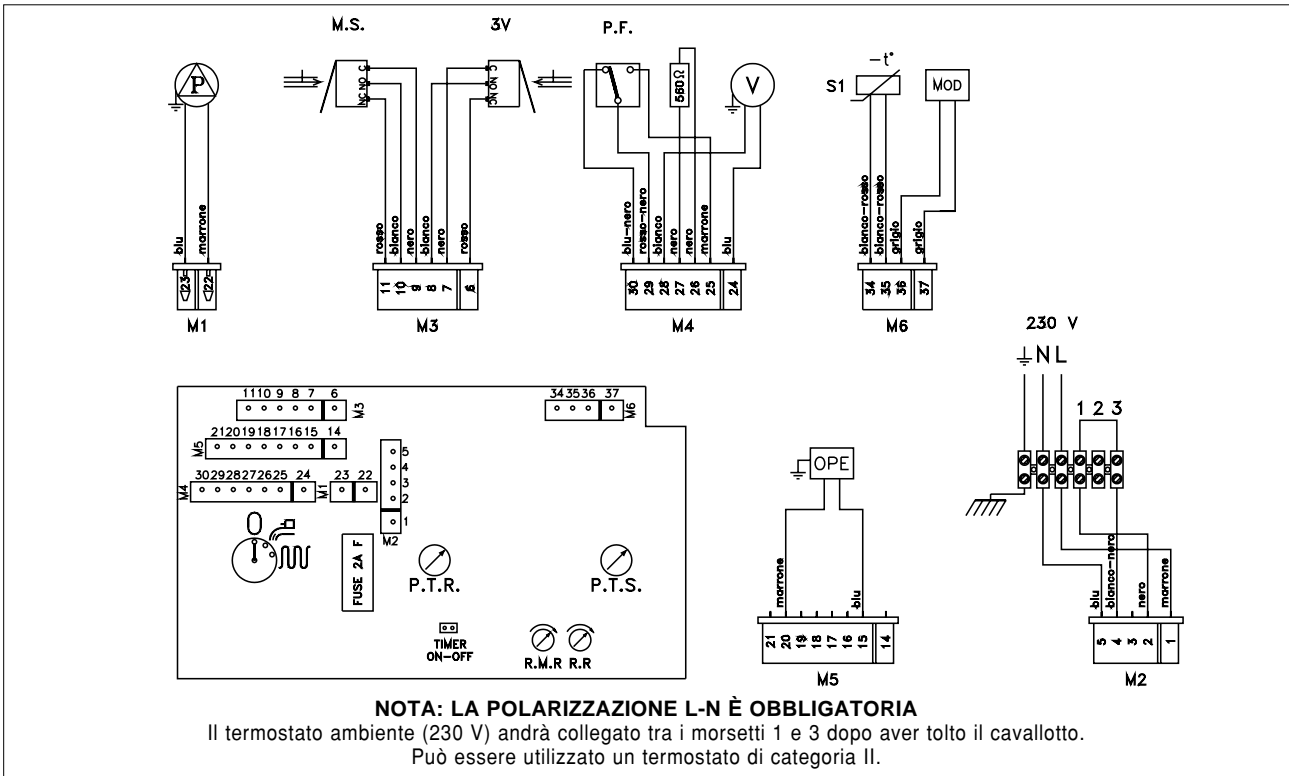 M.S. 3V P.F.
P
C
NO
NC
C
NO
NC
560 Ω
V
S1 -t° MOD
blu
marrone
rosso
bianco
nero
bianco
nero
rosso
blu-nero
rosso-nero
bianco
nero
nero
marrone
blu
bianco-rosso
bianco-rosso
grigio
grigio
23 22
11 10 9 8 7 6
30 29 28 27 26 25 24
34 35 36 37
M1 M3 M4 M6
230 V
N L
1 2 3
11 10 9 8 7 6 M3
34 35 36 37 M6
M5 21 20 19 18 17 16 15 14
M4 30 29 28 27 26 25 24 M1 23 22
5
4
3
2
1
M2
0
FUSE 2A F
P.T.R. P.T.S.
TIMER
ON-OFF
R.M.R R.R
OPE
marrone
blu
21 20 19 18 17 16 15 14
M5
blu
bianco-nero
nero
marrone
5 4 3 2 1
M2
NOTA: LA POLARIZZAZIONE L-N È OBBLIGATORIA
Il termostato ambiente (230 V) andrà collegato tra i morsetti 1 e 3 dopo aver tolto il cavallotto.
Può essere utilizzato un termostato di categoria II.